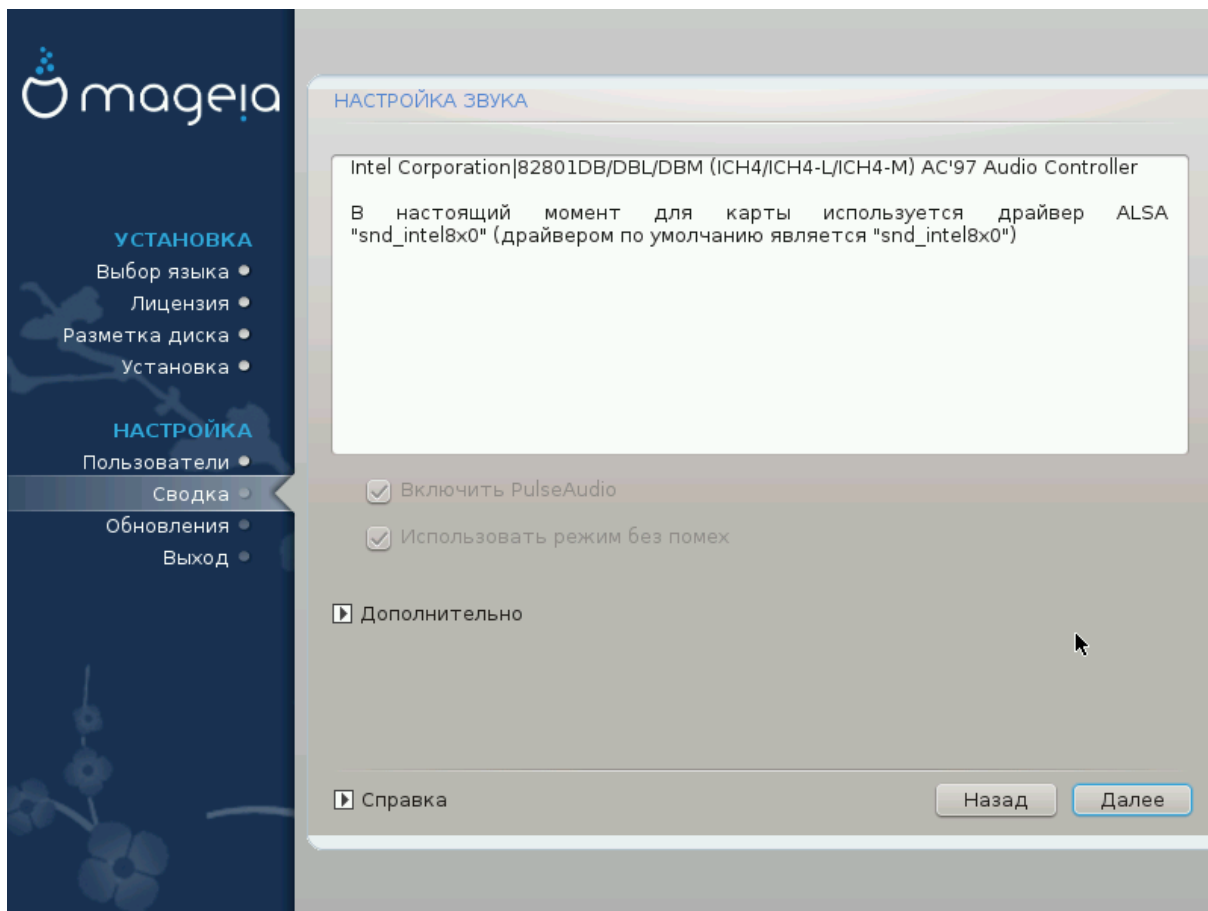 mageia
УСТАНОВКА
Выбор языка
Лицензия
Разметка диска
Установка
НАСТРОЙКА
Пользователи
Сводка
Обновления
Выход
НАСТРОЙКА ЗВУКА
Intel Corporation|82801DB/DBL/DBM (ICH4/ICH4-L/ICH4-M) AC'97 Audio Controller
В настоящий момент для карты используется драйвер ALSA
"snd_intel8x0" (драйвером по умолчанию является "snd_intel8x0")
Включить PulseAudio
Использовать режим без помех
Дополнительно
Справка
Назад
Далее